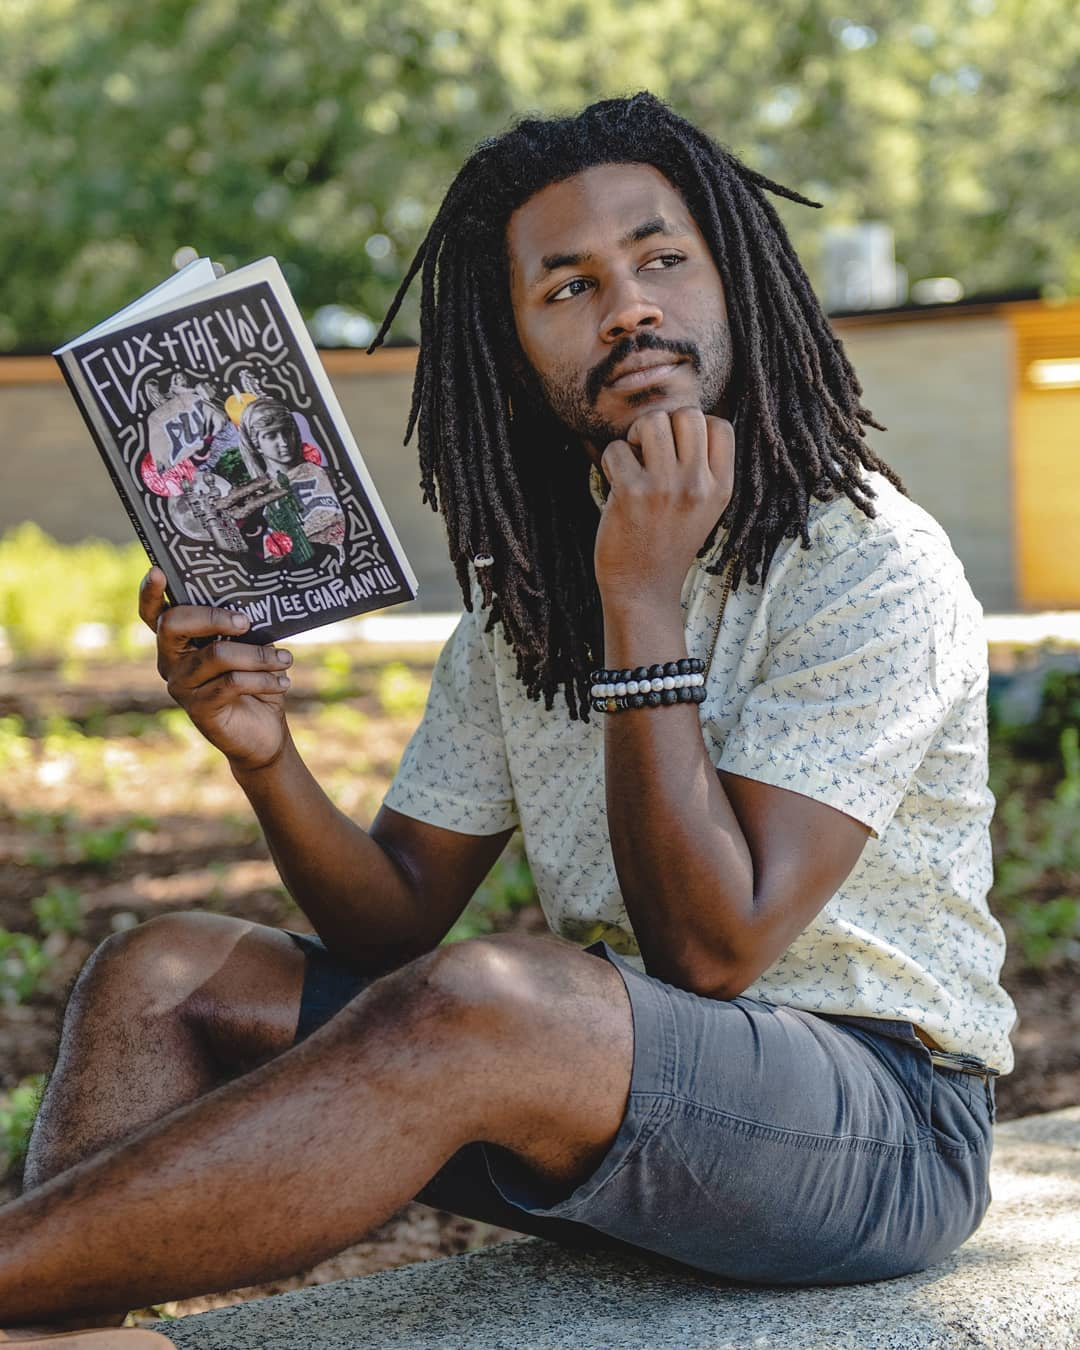 FLUX + THE VOID
LEE CHAPMAN III